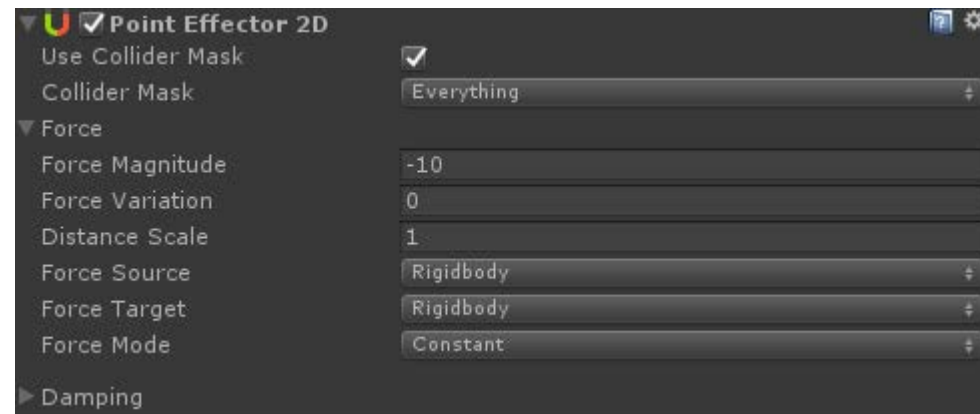 Point Effector 2D
Use Collider Mask
Collider Mask Everything
Force
Force Magnitude -10
Force Variation 0
Distance Scale 1
Force Source Rigidbody
Force Target Rigidbody
Force Mode Constant
Damping